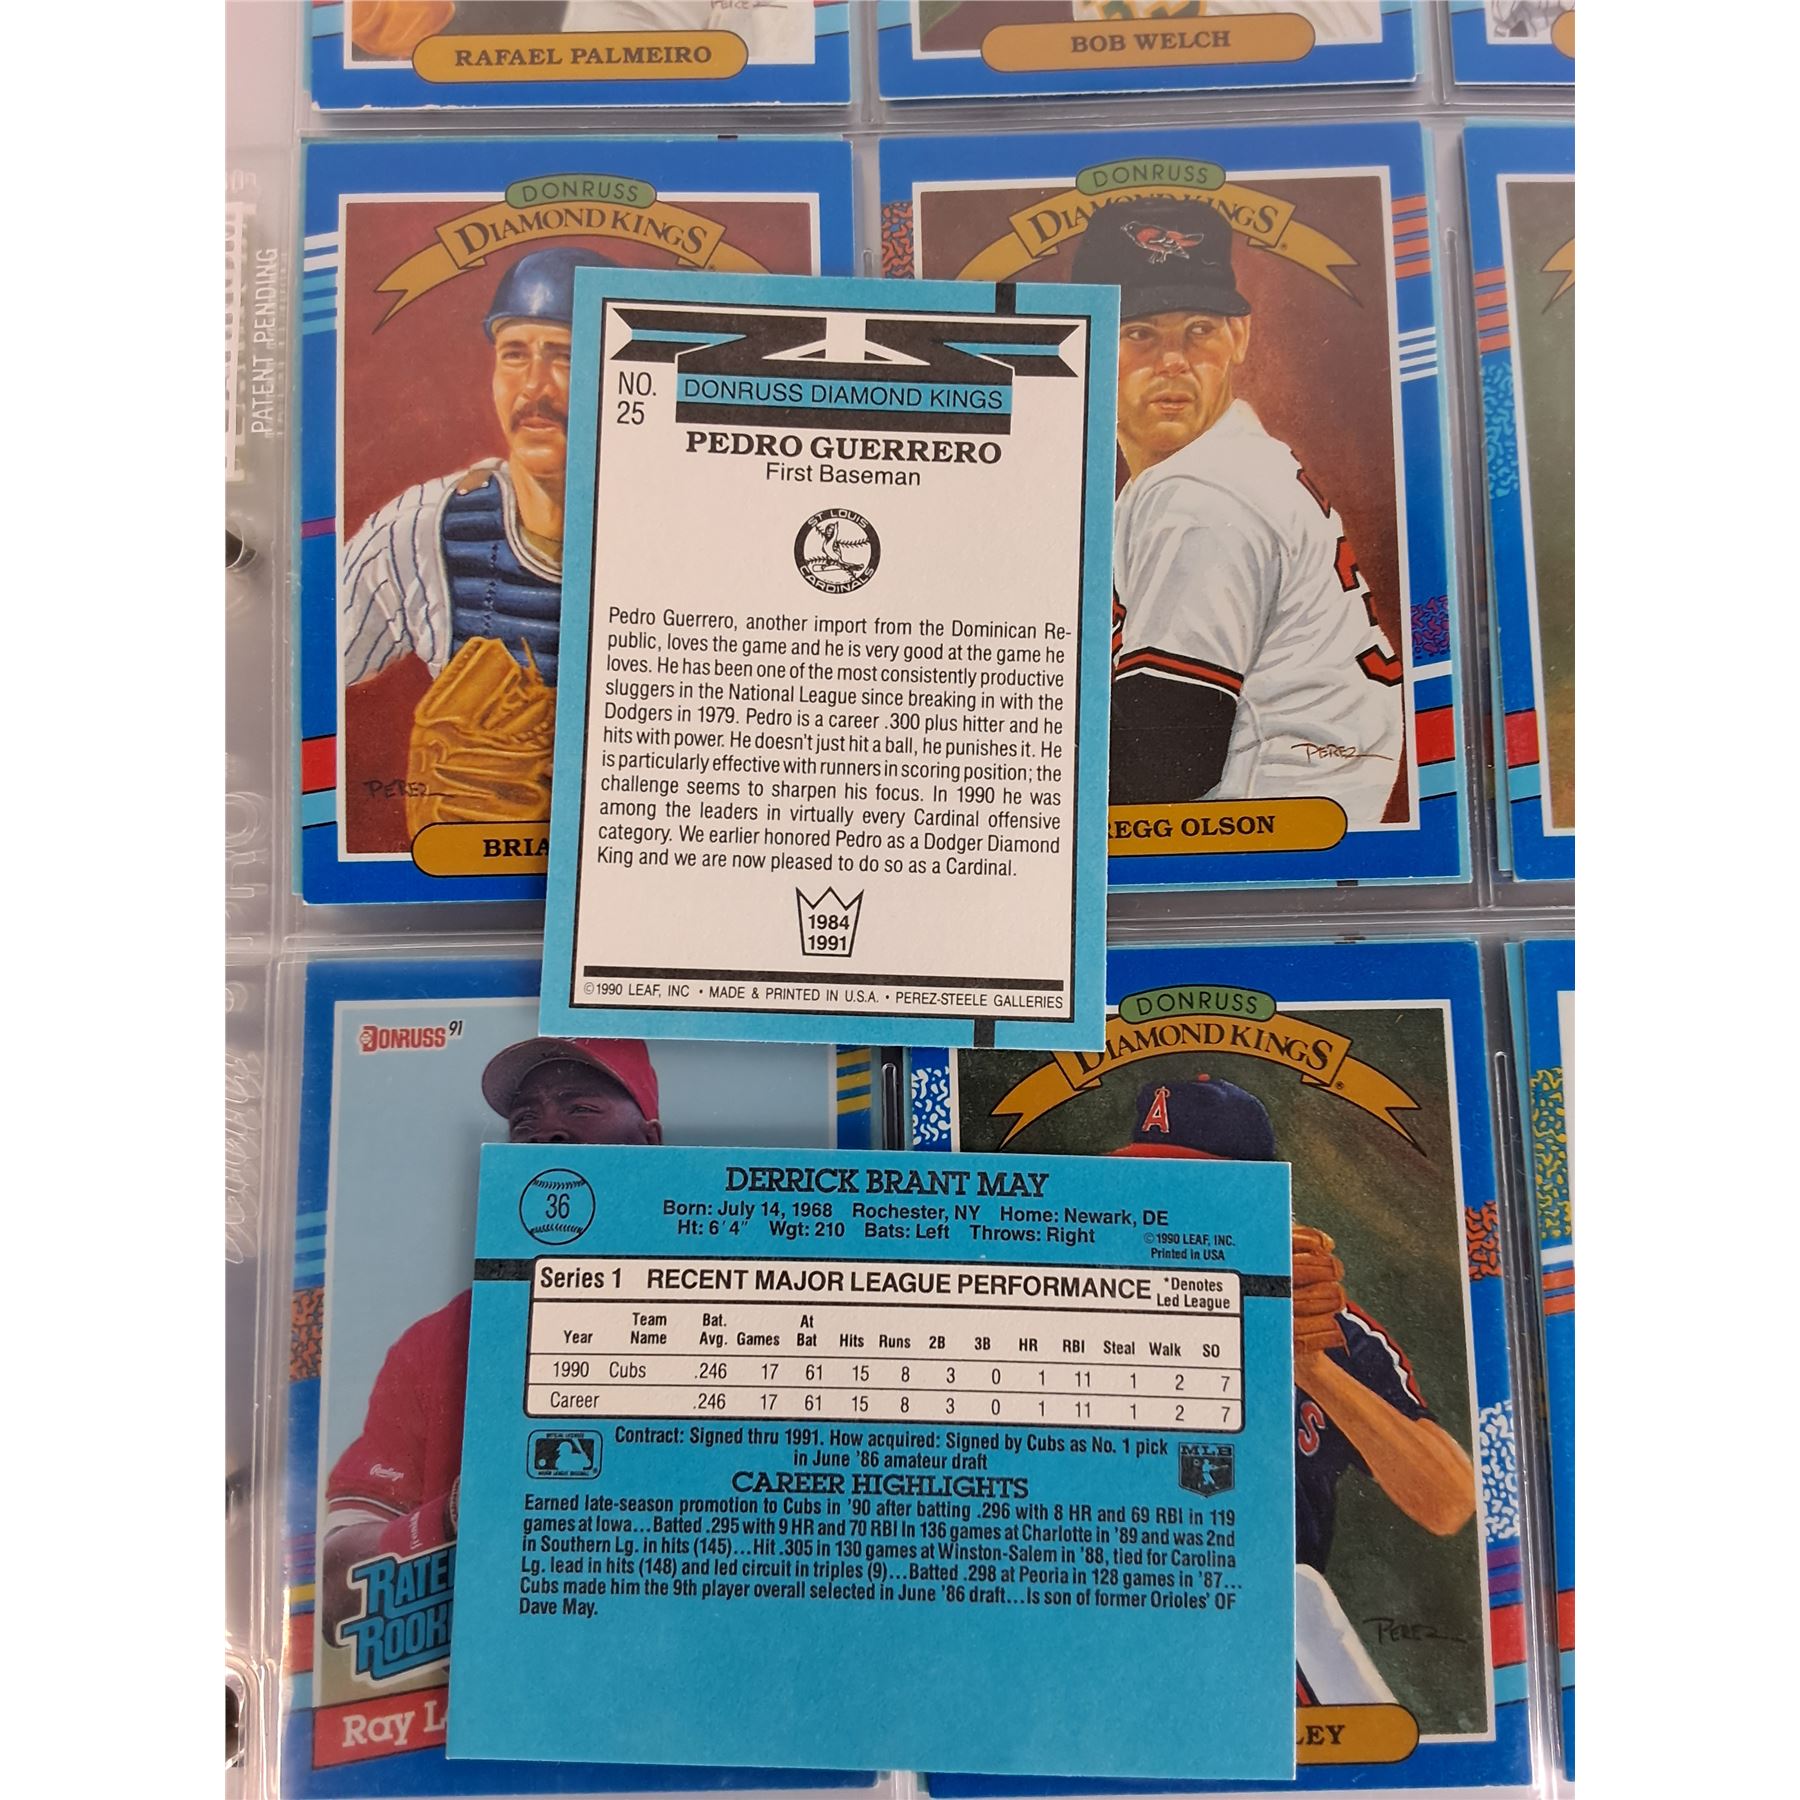 PEREZ
RAFAEL PALMEIRO
BOB WELCH
PATENT PENDING
DONRUSS
DIAMOND KINGS
PEREZ
BRIA
DONRUSS
DIAMOND KINGS
PEREZ
EGG OLSON
NO.
25
DONRUSS DIAMOND KINGS
PEDRO GUERRERO
First Baseman
ST. LOUIS
CARDINALS
Pedro Guerrero, another import from the Dominican Re-
public, loves the game and he is very good at the game he
loves. He has been one of the most consistently productive
sluggers in the National League since breaking in with the
Dodgers in 1979. Pedro is a career .300 plus hitter and he
hits with power. He doesn't just hit a ball, he punishes it. He
is particularly effective with runners in scoring position; the
challenge seems to sharpen his focus. In 1990 he was
among the leaders in virtually every Cardinal offensive
category. We earlier honored Pedro as a Dodger Diamond
King and we are now pleased to do so as a Cardinal.
1984
1991
©1990 LEAF, INC • MADE & PRINTED IN U.S.A. • PEREZ-STEELE GALLERIES
DONRUSS 91
Rawlings
RATE
ROOK
Ray L
DONRUSS
DIAMOND KINGS
A
S
PEREZ
LEY
36
DERRICK BRANT MAY
Born: July 14, 1968 Rochester, NY Home: Newark, DE
Ht: 6'4" Wgt: 210 Bats: Left Throws: Right
©1990 LEAF, INC.
Printed in USA
Series 1 RECENT MAJOR LEAGUE PERFORMANCE *Denotes Led League
Year Team Name Bat. Avg. Games At Bat Hits Runs 2B 3B HR RBI Steal Walk SO
1990 Cubs .246 17 61 15 8 3 0 1 11 1 2 7
Career .246 17 61 15 8 3 0 1 11 1 2 7
Contract: Signed thru 1991. How acquired: Signed by Cubs as No. 1 pick
in June '86 amateur draft
MLB
CAREER HIGHLIGHTS
Earned late-season promotion to Cubs in '90 after batting .296 with 8 HR and 69 RBI in 119
games at Iowa...Batted .295 with 9 HR and 70 RBI in 136 games at Charlotte in '89 and was 2nd
in Southern Lg. in hits (145)...Hit .305 in 130 games at Winston-Salem in '88, tied for Carolina
Lg. lead in hits (148) and led circuit in triples (9)...Batted .298 at Peoria in 128 games in '87...
Cubs made him the 9th player overall selected in June '86 draft...Is son of former Orioles' OF
Dave May.